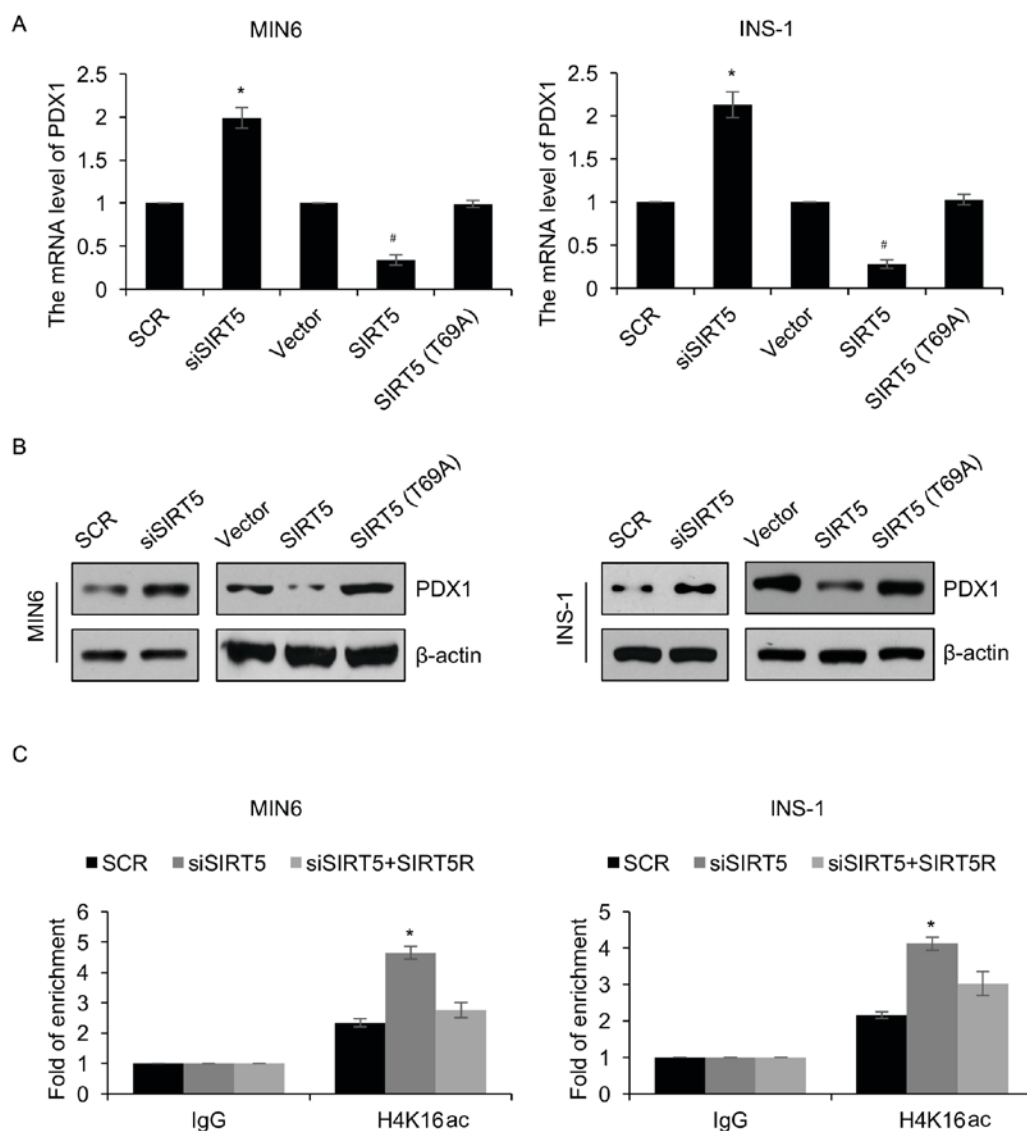 A
MIN6
The mRNA level of PDX1
2.5
2
1.5
1
0.5
0
*
#
SCR
siSIRT5
Vector
SIRT5
SIRT5 (T69A)
INS-1
The mRNA level of PDX1
2.5
2
1.5
1
0.5
0
*
#
SCR
siSIRT5
Vector
SIRT5
SIRT5 (T69A)
B
SCR
siSIRT5
Vector
SIRT5
SIRT5 (T69A)
MIN6
PDX1
β-actin
SCR
siSIRT5
Vector
SIRT5
SIRT5 (T69A)
INS-1
PDX1
β-actin
C
MIN6
SCR siSIRT5 siSIRT5+SIRT5R
Fold of enrichment
6
5
4
3
2
1
0
*
IgG H4K16ac
INS-1
SCR siSIRT5 siSIRT5+SIRT5R
Fold of enrichment
5
4
3
2
1
0
*
IgG H4K16ac